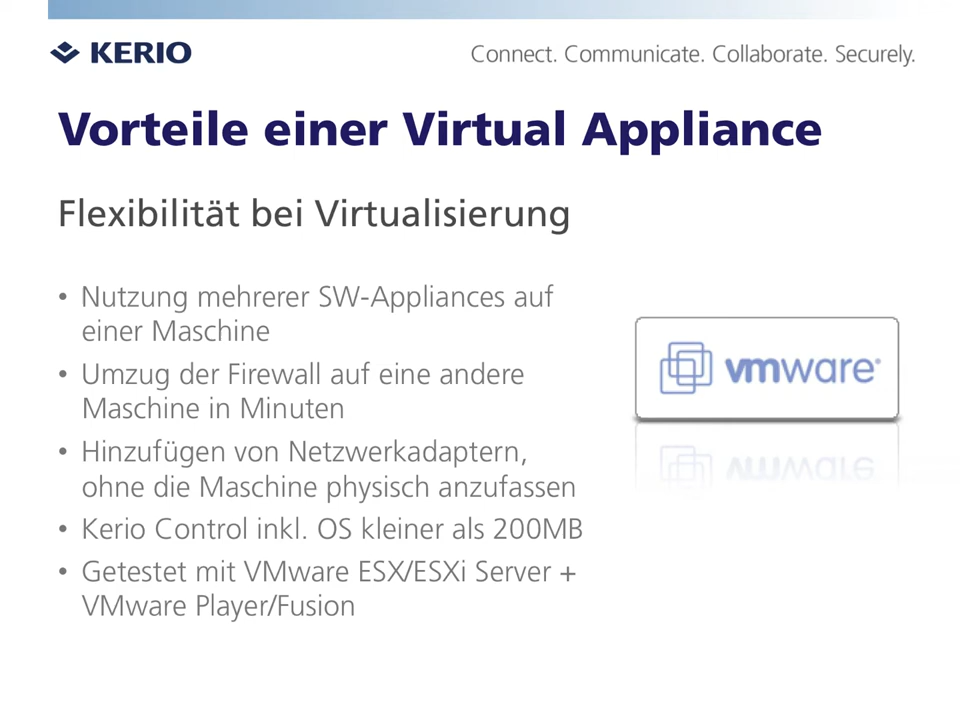 KERIO
Connect. Communicate. Collaborate. Securely.
Vorteile einer Virtual Appliance
Flexibilität bei Virtualisierung
• Nutzung mehrerer SW-Appliances auf
einer Maschine
• Umzug der Firewall auf eine andere
Maschine in Minuten
• Hinzufügen von Netzwerkadaptern,
ohne die Maschine physisch anzufassen
• Kerio Control inkl. OS kleiner als 200MB
• Getestet mit VMware ESX/ESXi Server +
VMware Player/Fusion
vmware®